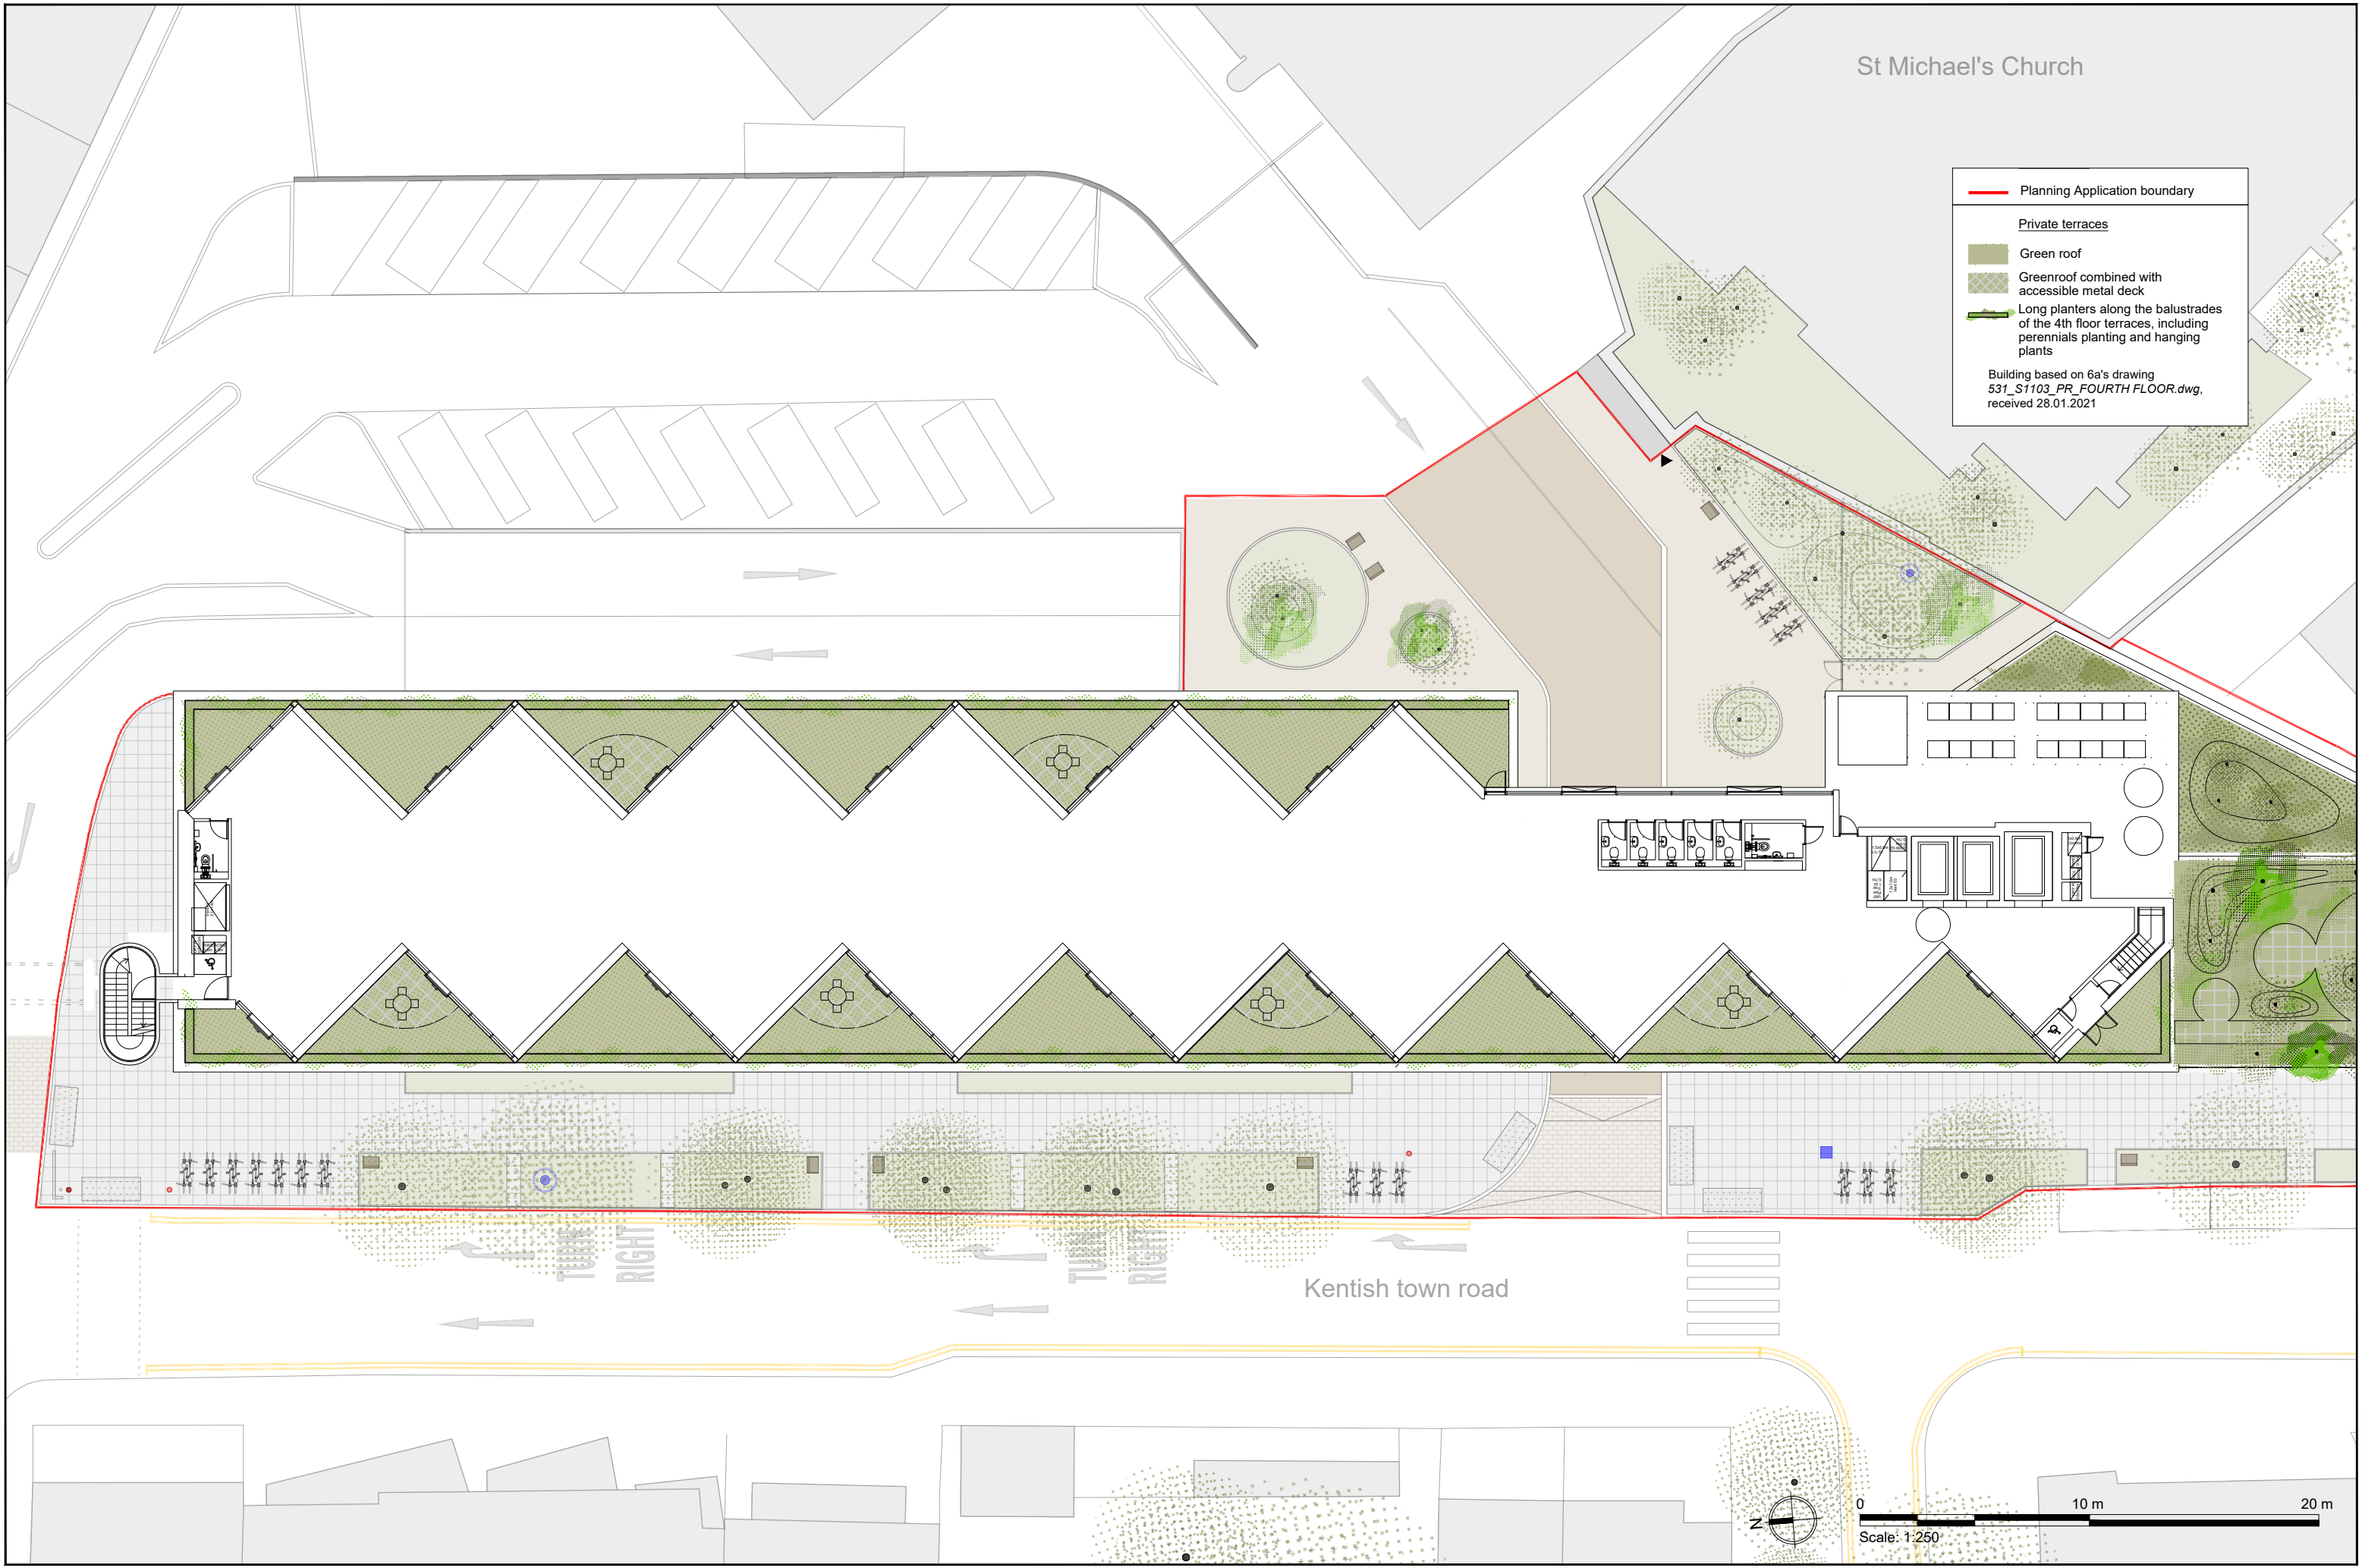 St Michael's Church
Planning Application boundary
Private terraces
Green roof
Greenroof combined with
accessible metal deck
Long planters along the balustrades
of the 4th floor terraces, including
perennials planting and hanging
plants
Building based on 6a's drawing
531_S1103_PR_FOURTH FLOOR.dwg,
received 28.01.2021
TURN
RIGHT
TURN
RIGHT
Kentish town road
N
0
10 m
20 m
Scale: 1:250